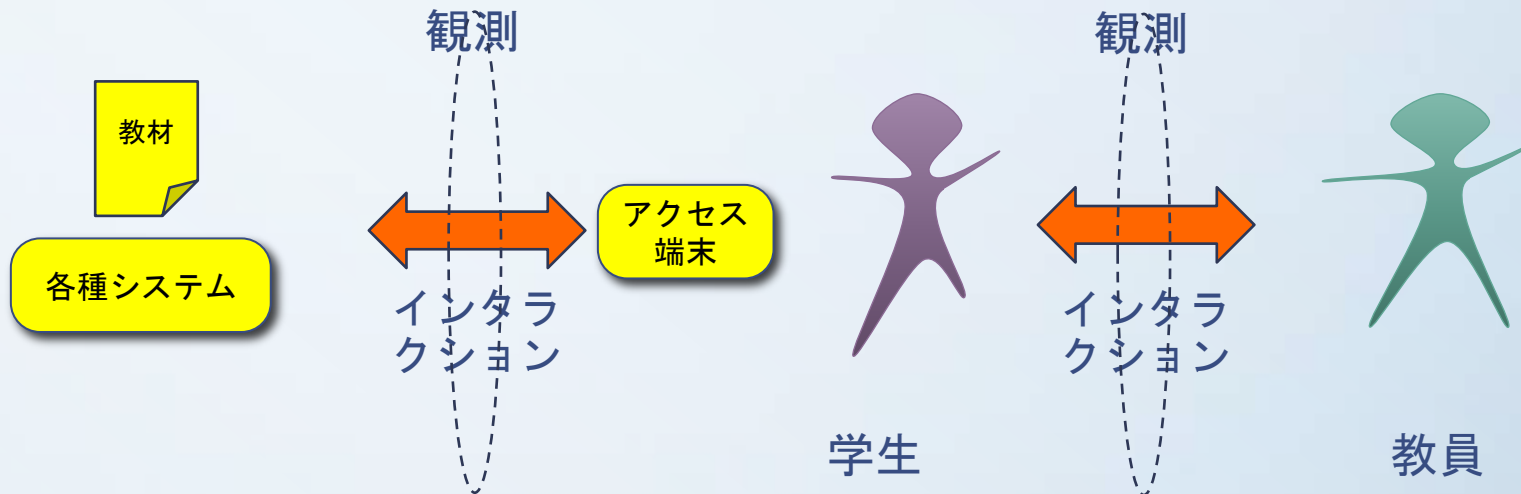 観測
観測
教材
各種システム
アクセス
端末
インタラ
クション
インタラ
クション
学生
教員